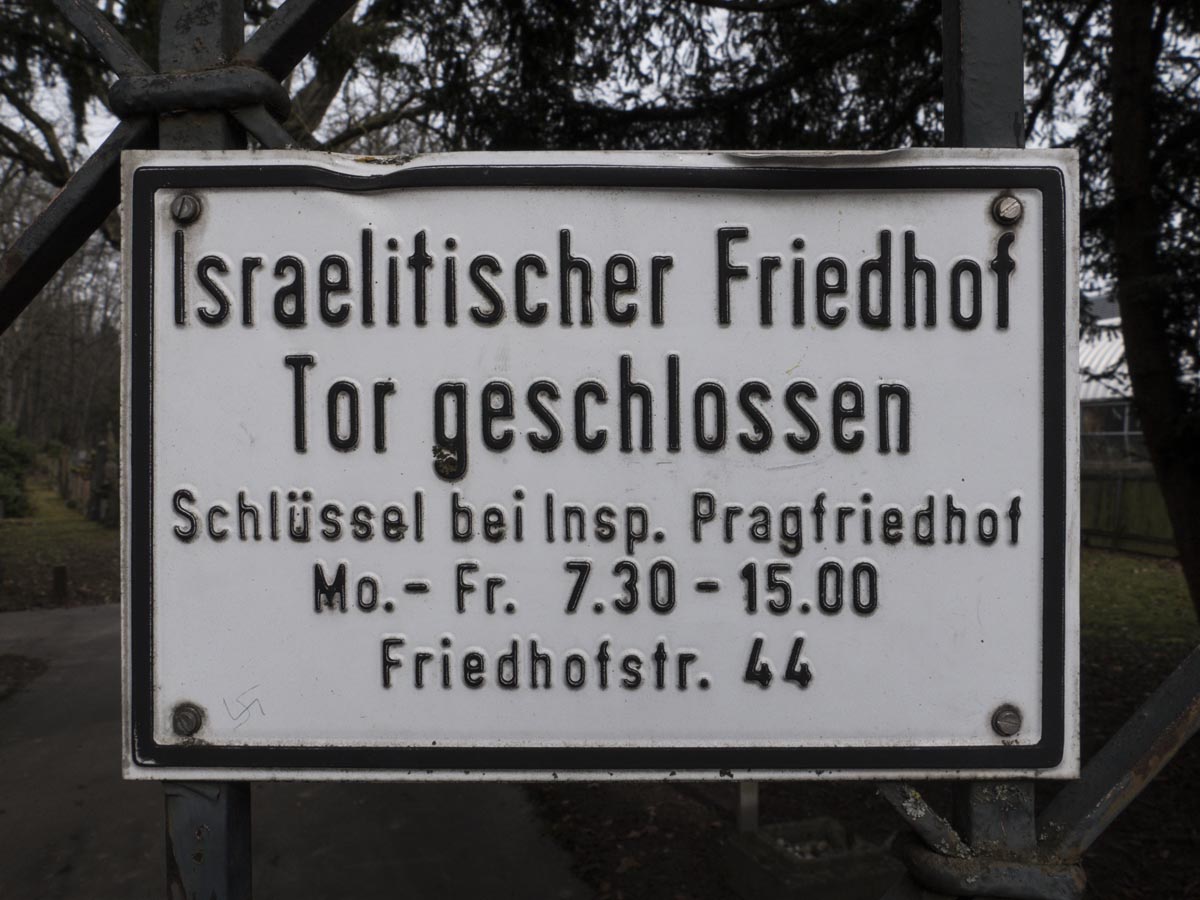 Israelitischer Friedhof
Tor geschlossen
Schlüssel bei Insp. Pragfriedhof
Mo.- Fr. 7.30 - 15.00
Friedhofstr. 44